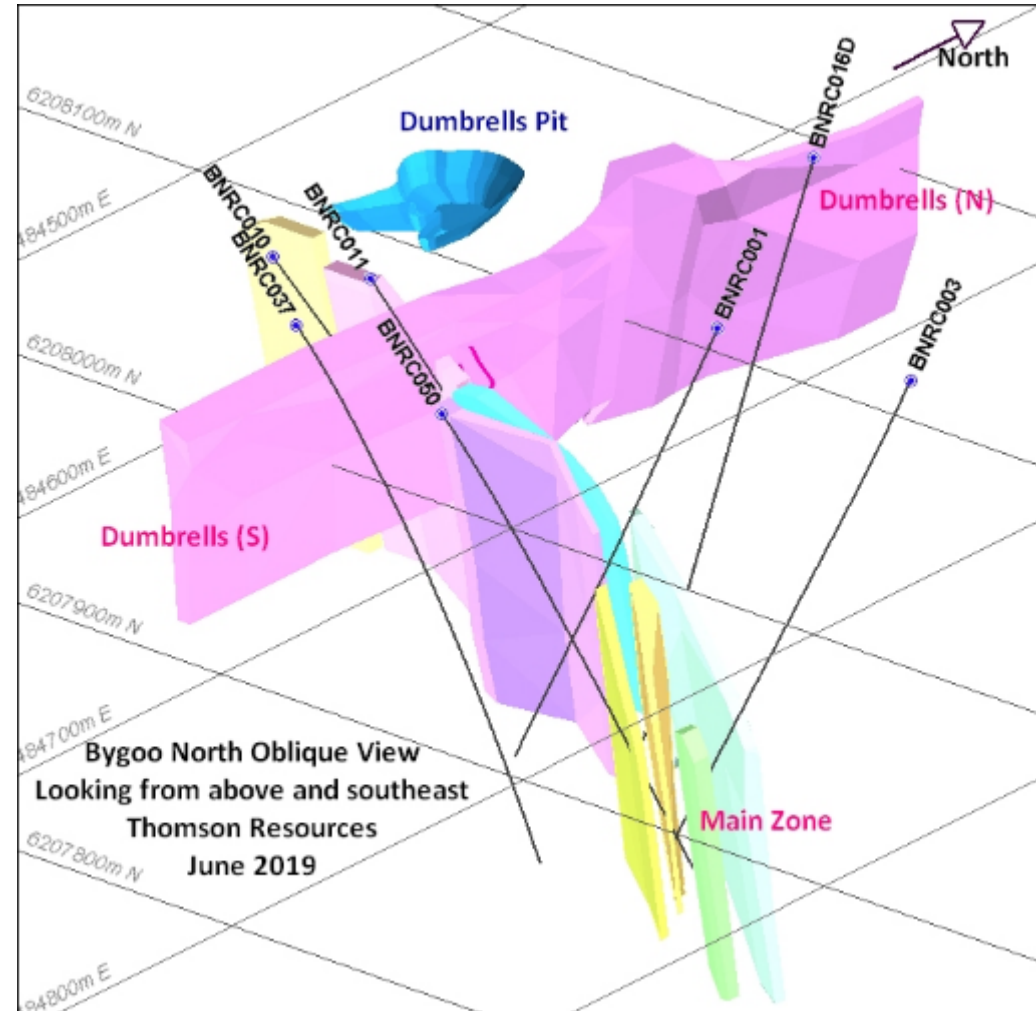 North
BNRC016D
6208100m N
Dumbrells Pit
484500m E
BNRC010
BNRC011
Dumbrells (N)
BNRC037
BNRC001
BNRC003
BNRC050
6208000m N
484600m E
Dumbrells (S)
6207900m N
484700m E
Bygoo North Oblique View
Looking from above and southeast
Thomson Resources
June 2019
Main Zone
6207800m N
484800m E